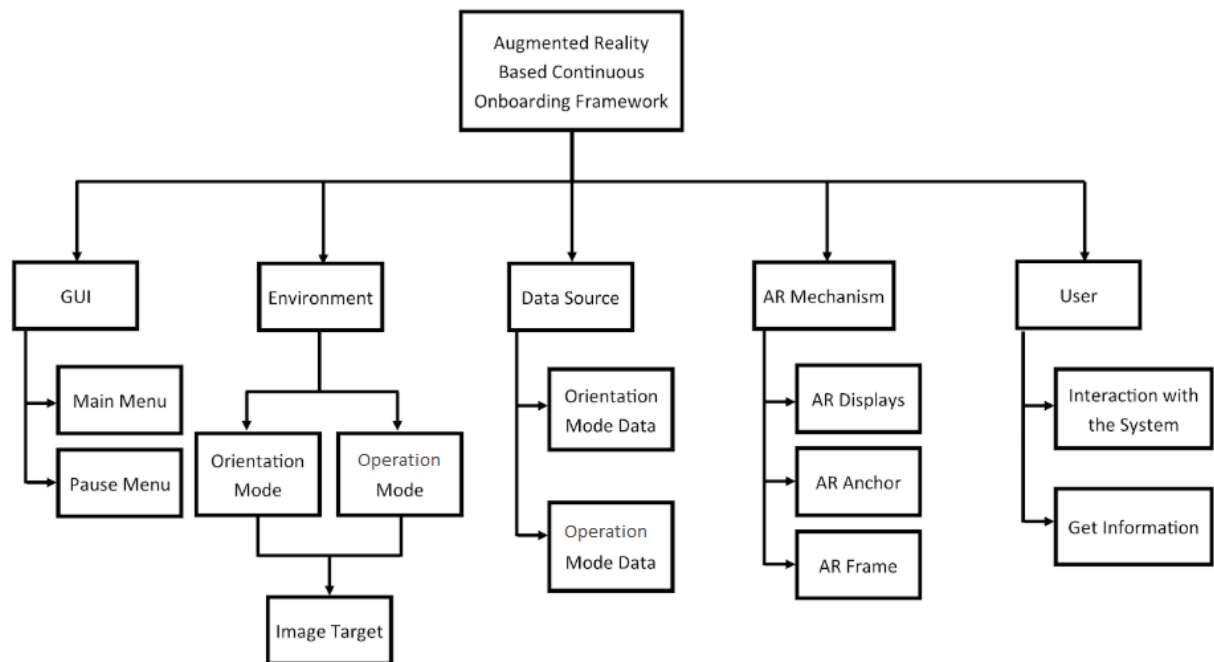 Augmented Reality
Based Continuous
Onboarding Framework
GUI
Environment
Data Source
AR Mechanism
User
Main Menu
Pause Menu
Orientation
Mode
Operation
Mode
Image Target
Orientation
Mode Data
Operation
Mode Data
AR Displays
AR Anchor
AR Frame
Interaction with
the System
Get Information